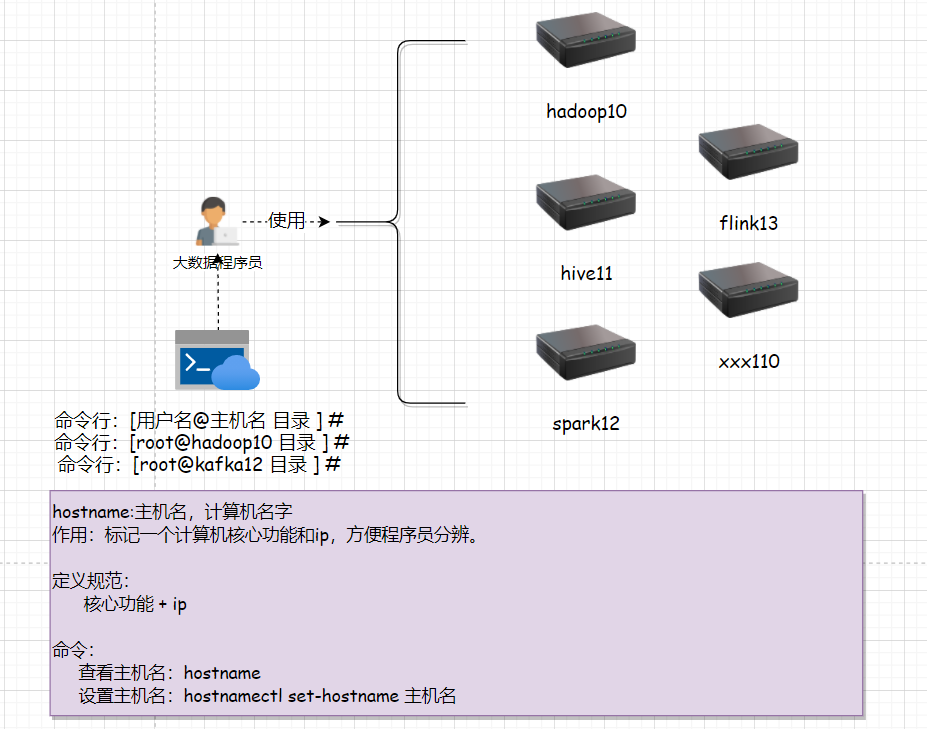 hadoop10
flink13
使用
大数据程序员
hive11
xxx110
spark12
命令行：[用户名@主机名 目录 ] #
命令行：[root@hadoop10 目录 ] #
命令行：[root@kafka12 目录 ] #
hostname:主机名，计算机名字
作用：标记一个计算机核心功能和ip，方便程序员分辨。
定义规范：
核心功能 + ip
命令：
查看主机名：hostname
设置主机名：hostnamectl set-hostname 主机名